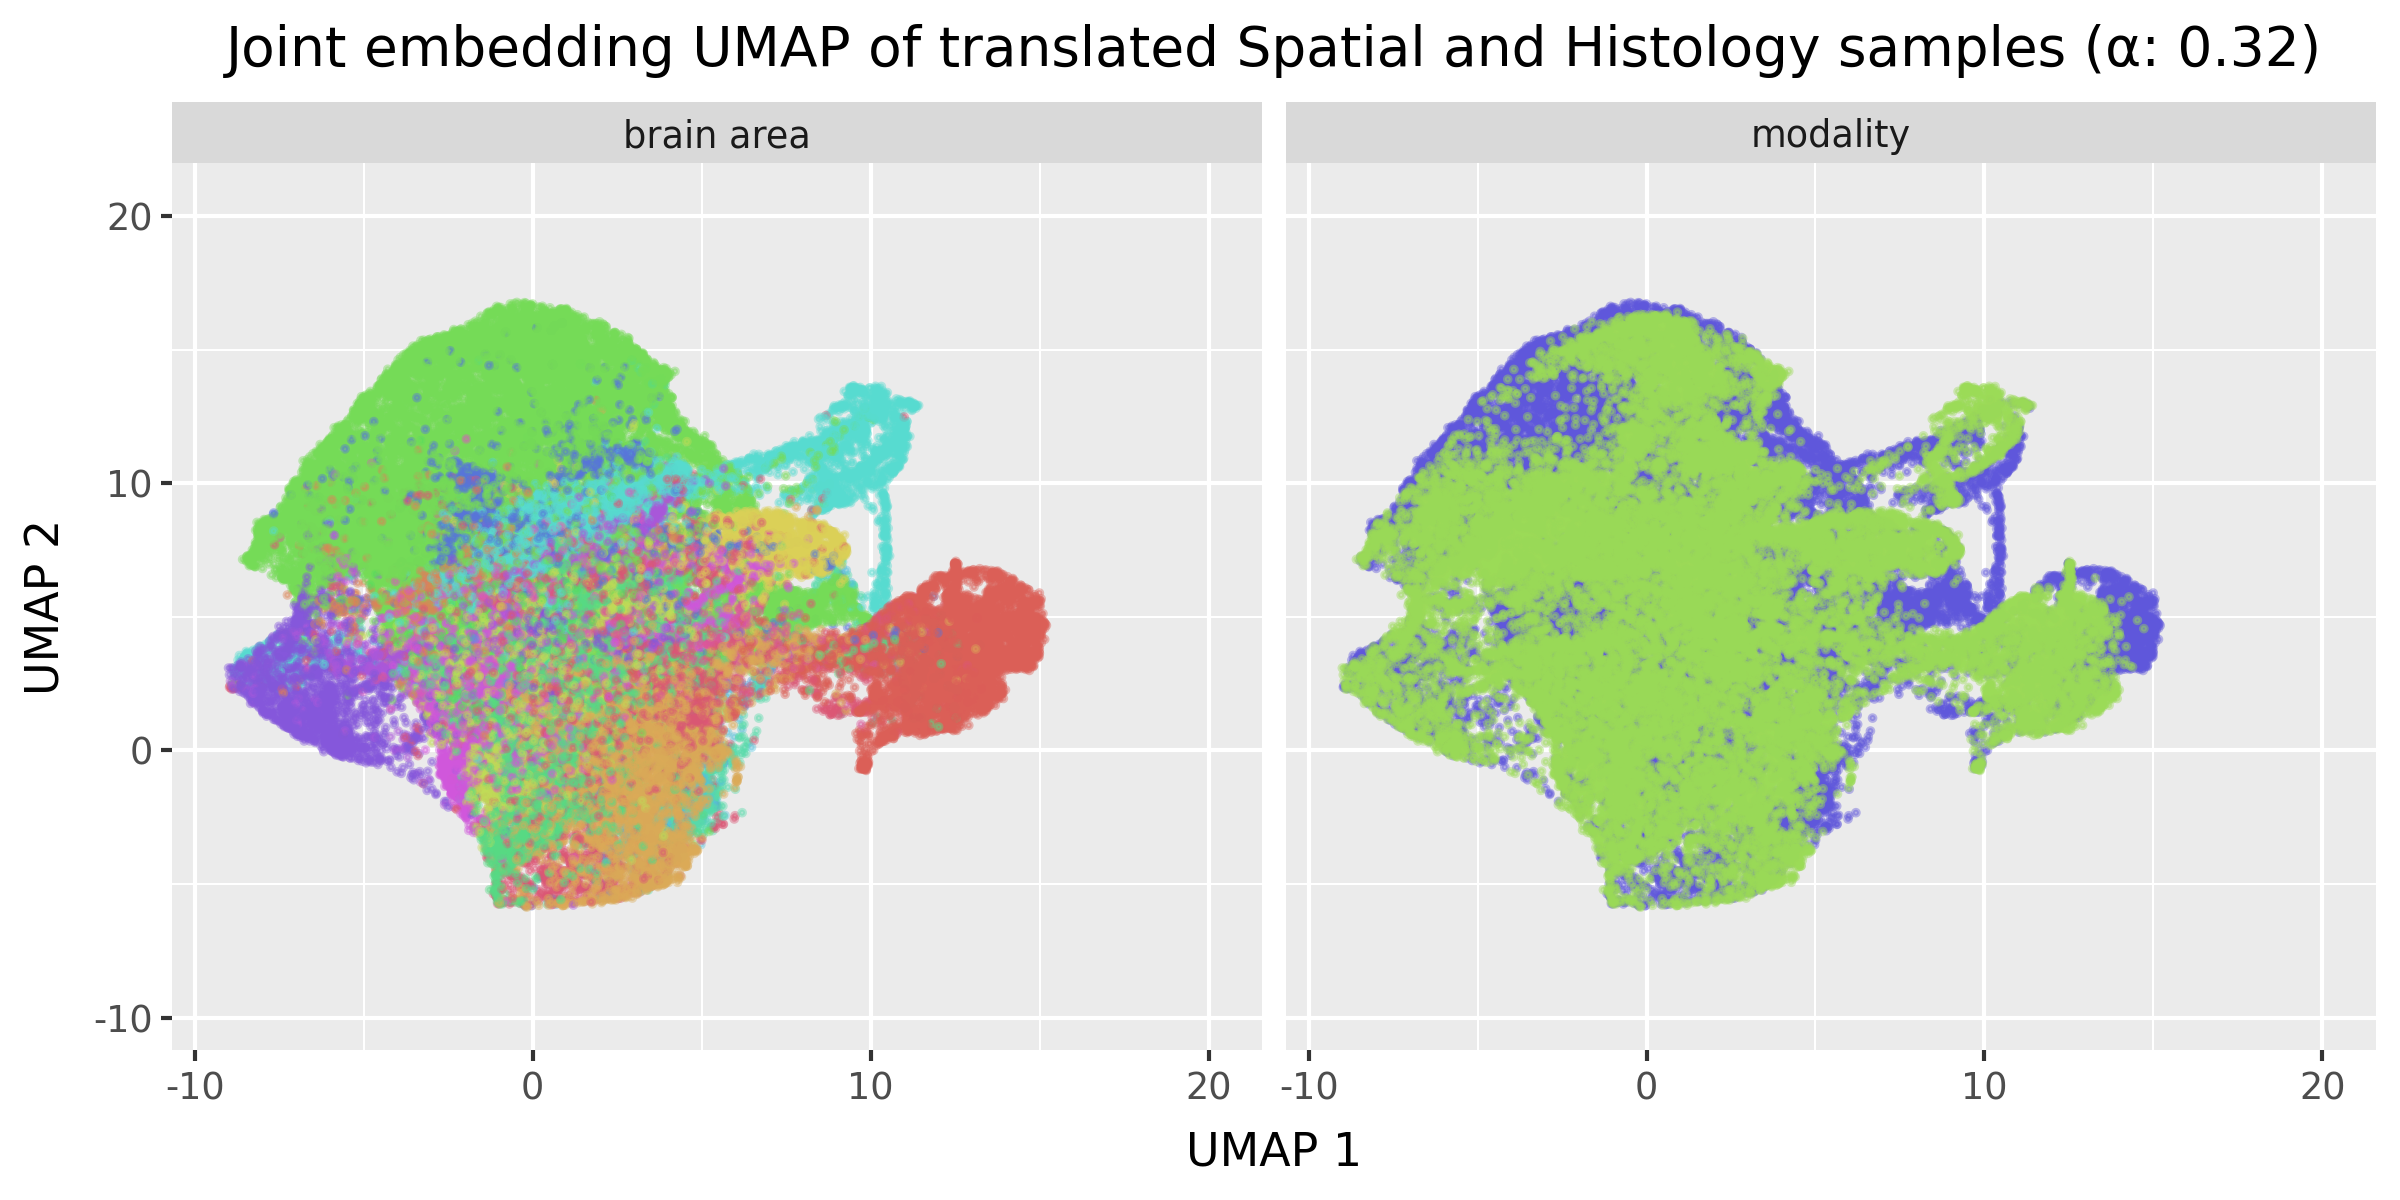 Joint embedding UMAP of translated Spatial and Histology samples (α: 0.32)
brain area
modality
UMAP 2
20
10
0
-10
-10 0 10 20
-10 0 10 20
UMAP 1